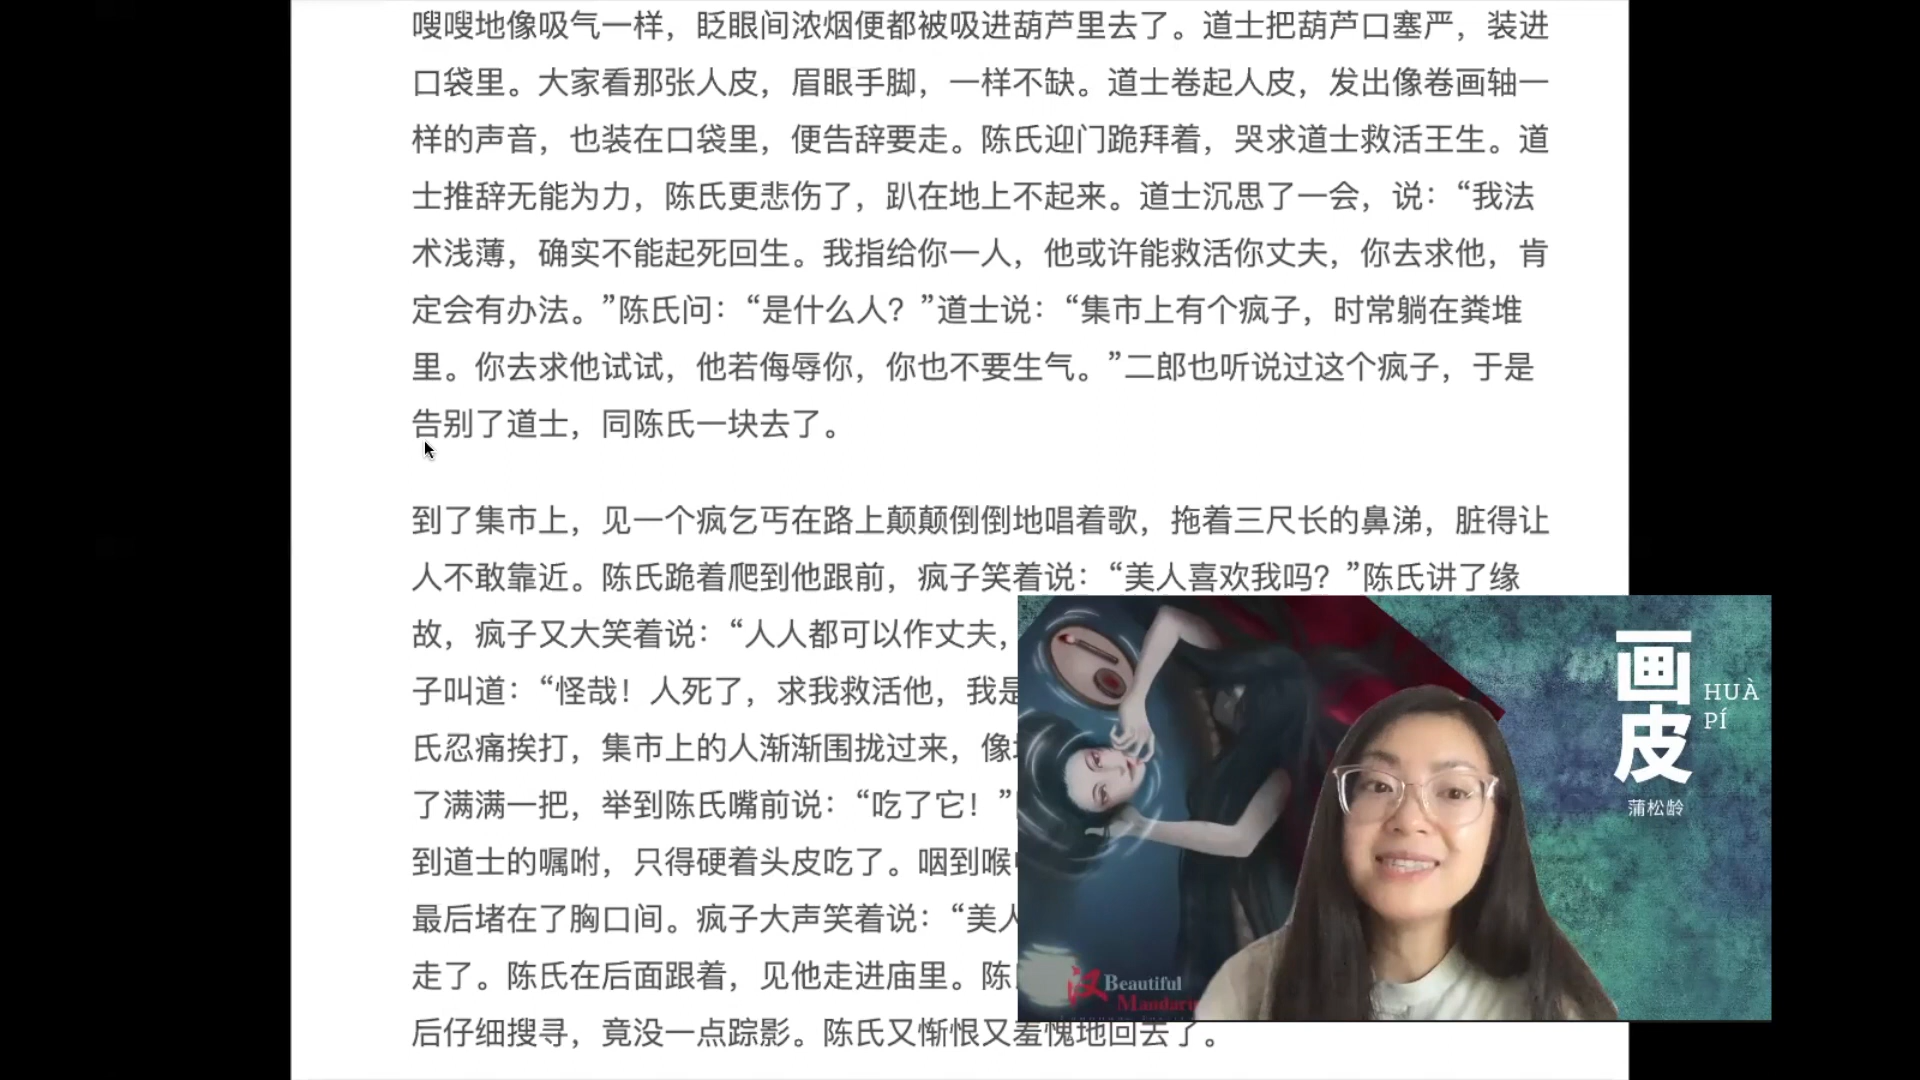 嗖嗖地像吸气一样，眨眼间浓烟便都被吸进葫芦里去了。道士把葫芦口塞严，装进
口袋里。大家看那张人皮，眉眼手脚，一样不缺。道士卷起人皮，发出像卷画轴一
样的声音，也装在口袋里，便告辞要走。陈氏迎门跪拜着，哭求道士救活王生。道
士推辞无能为力，陈氏更悲伤了，趴在地上不起来。道士沉思了一会，说：“我法
术浅薄，确实不能起死回生。我指给你一人，他或许能救活你丈夫，你去求他，肯
定会有办法。”陈氏问：“是什么人？”道士说：“集市上有个疯子，时常躺在粪堆
里。你去求他试试，他若侮辱你，你也不要生气。”二郎也听说过这个疯子，于是
告别了道士，同陈氏一块去了。
到了集市上，见一个疯乞丐在路上颠颠倒倒地唱着歌，拖着三尺长的鼻涕，脏得让
人不敢靠近。陈氏跪着爬到他跟前，疯子笑着说：“美人喜欢我吗？”陈氏讲了缘
故，疯子又大笑着说：“人人都可以作丈夫，
子叫道：“怪哉！人死了，求我救活他，我是
氏忍痛挨打，集市上的人渐渐围拢过来，像
了满满一把，举到陈氏嘴前说：“吃了它！”
到道士的嘱咐，只得硬着头皮吃了。咽到喉
最后堵在了胸口间。疯子大声笑着说：“美人
走了。陈氏在后面跟着，见他走进庙里。陈
后仔细搜寻，竟没一点踪影。陈氏又惭恨又羞愧地回去了。
画皮
HUÀ
PÍ
蒲松龄
汉 Beautiful
Mandarin